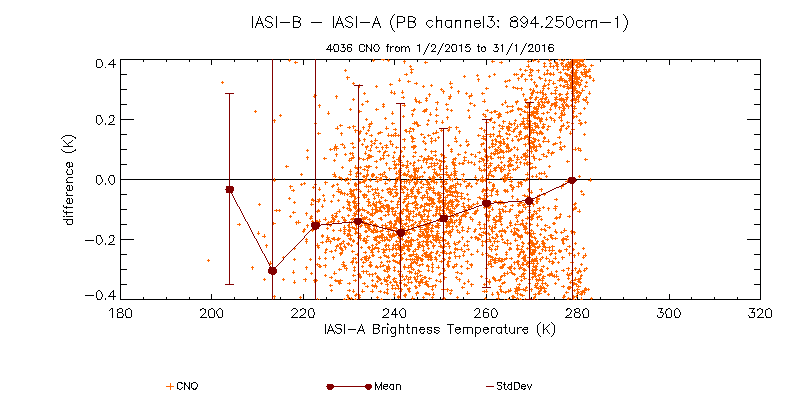 IASI-B - IASI-A (PB channel3: 894.250cm-1)
4036 CNO from 1/2/2015 to 31/1/2016
0.4
0.2
0.0
-0.2
-0.4
difference (K)
180 200 220 240 260 280 300 320
IASI-A Brightness Temperature (K)
CNO Mean StdDev